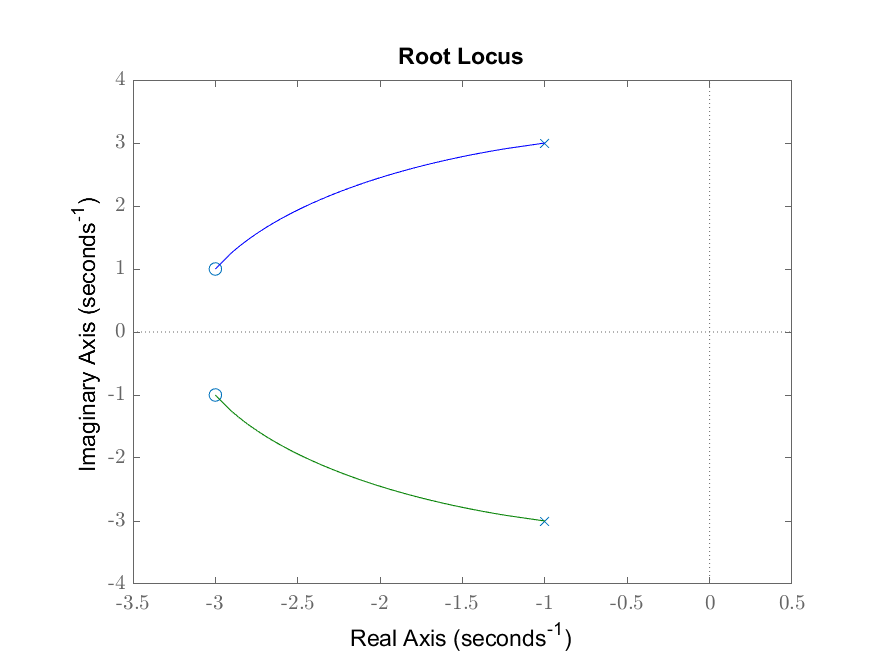 Root Locus
4
3
2
1
0
-1
-2
-3
-4
Imaginary Axis (seconds⁻¹)
-3.5 -3 -2.5 -2 -1.5 -1 -0.5 0 0.5
Real Axis (seconds⁻¹)